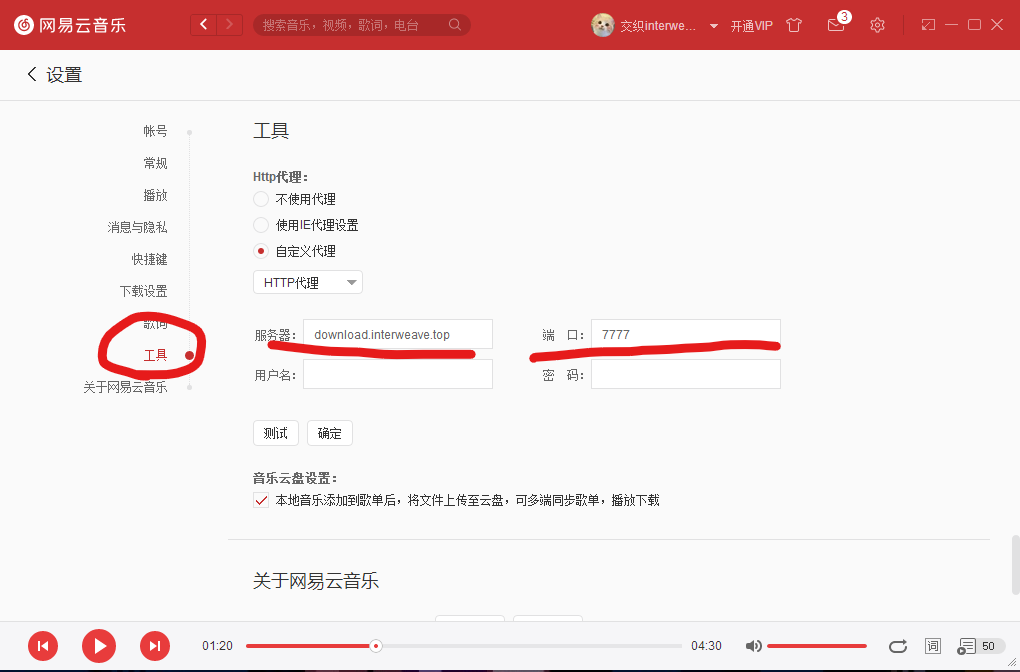 网易云音乐
搜索音乐，视频，歌词，电台
交织interwe...
开通VIP
3
设置
帐号
常规
播放
消息与隐私
快捷键
下载设置
歌词
工具
关于网易云音乐
工具
Http代理：
不使用代理
使用IE代理设置
自定义代理
HTTP代理
服务器： download.interweave.top 端 口： 7777
用户名： 密 码：
测试 确定
音乐云盘设置：
本地音乐添加到歌单后，将文件上传至云盘，可多端同步歌单，播放下载
关于网易云音乐
01:20 04:30 词 50